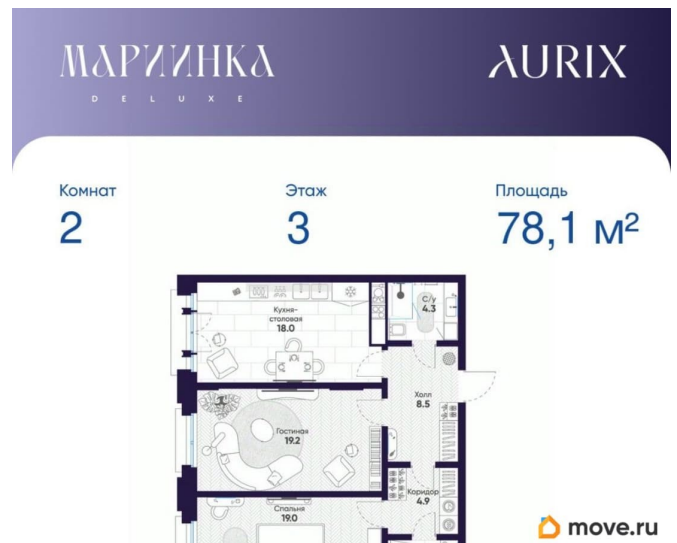 МАРИИНКА
DELUXE
AURIX
Комнат
2
Этаж
3
Площадь
78,1 м²
Кухня-
столовая
18.0
С/у
4.3
Холл
8.5
Гостиная
19.2
Коридор
4.9
Спальня
19.0
move.ru